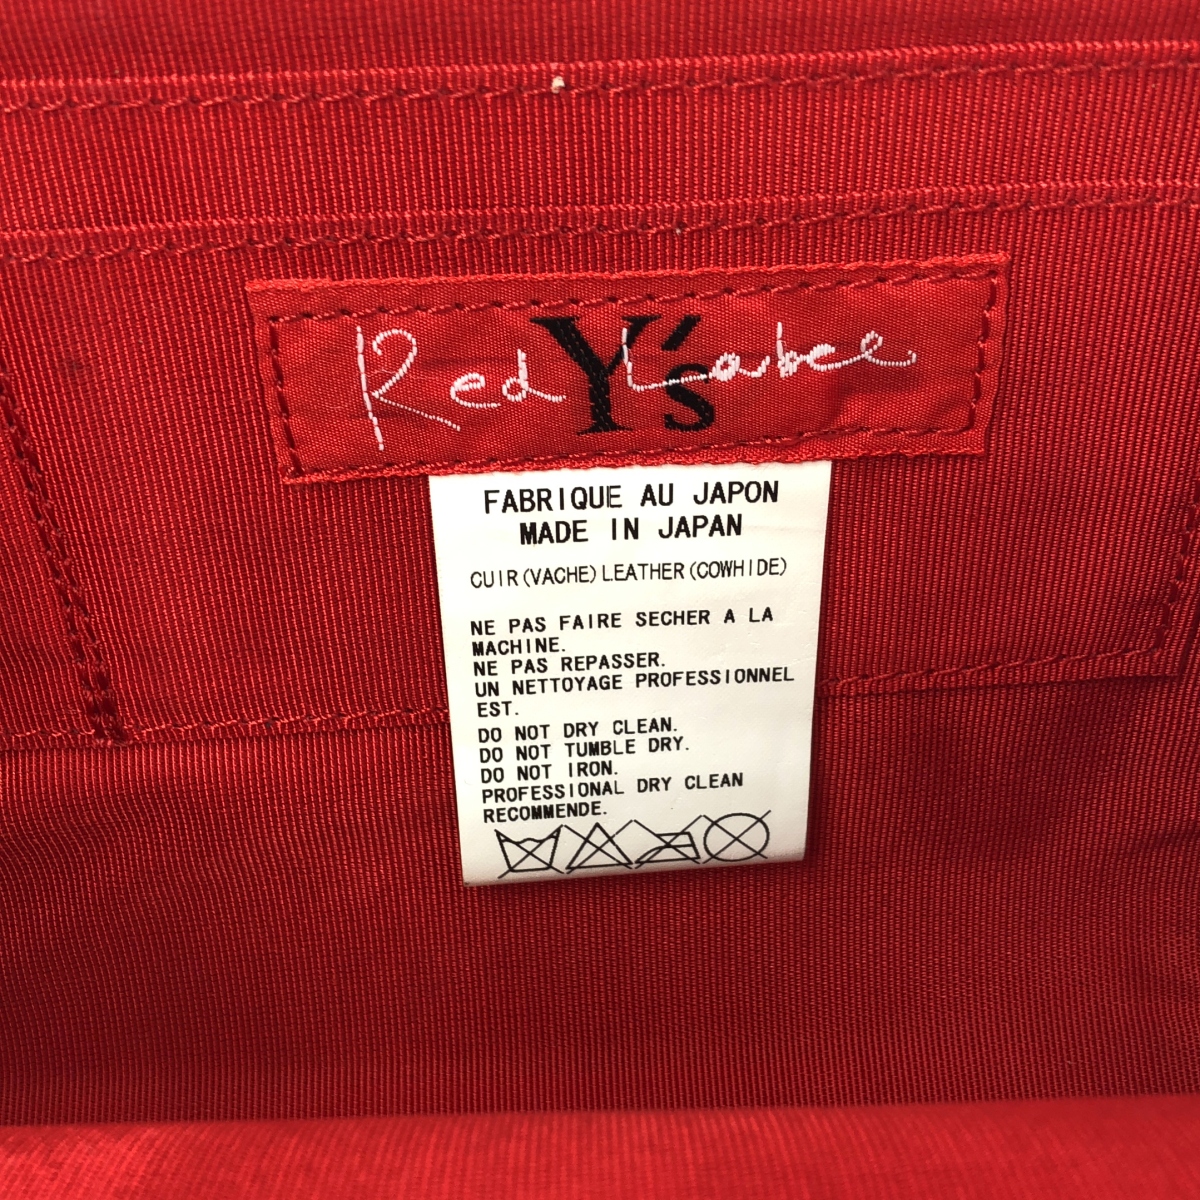 Red Label
Y's
FABRIQUE AU JAPON
MADE IN JAPAN
CUIR(VACHE)LEATHER(COWHIDE)
NE PAS FAIRE SECHER A LA
MACHINE.
NE PAS REPASSER.
UN NETTOYAGE PROFESSIONNEL
EST.
DO NOT DRY CLEAN.
DO NOT TUMBLE DRY.
DO NOT IRON.
PROFESSIONAL DRY CLEAN
RECOMMENDE.